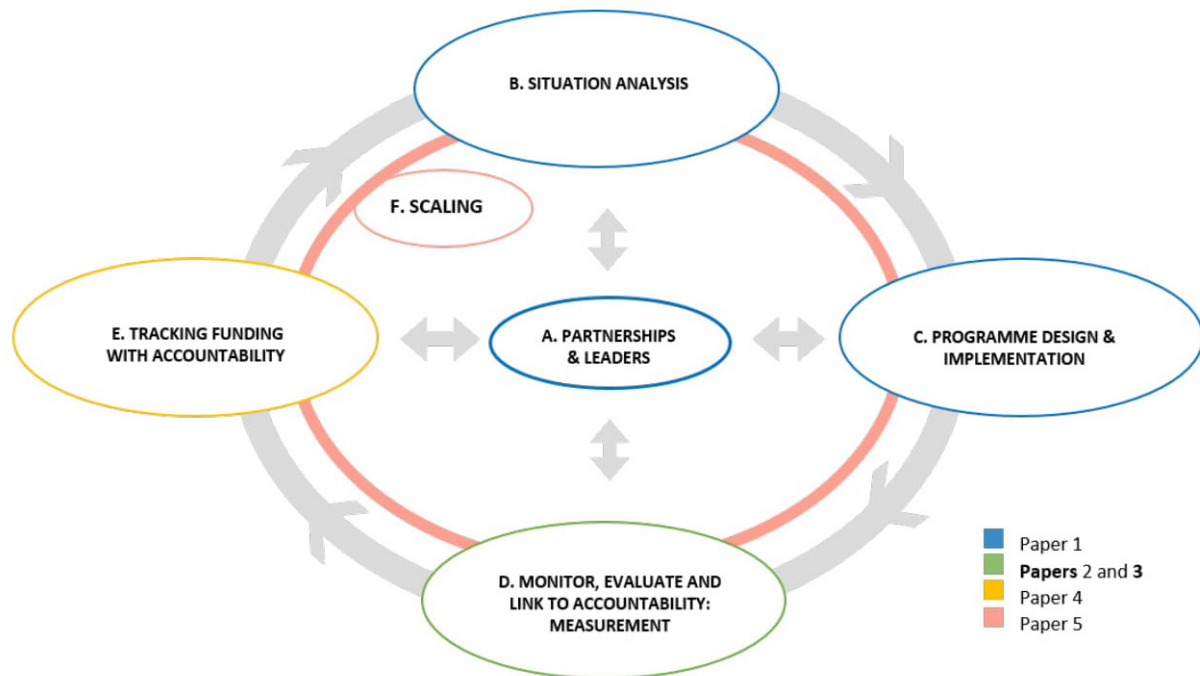 B. SITUATION ANALYSIS
F. SCALING
E. TRACKING FUNDING
WITH ACCOUNTABILITY
A. PARTNERSHIPS
& LEADERS
C. PROGRAMME DESIGN &
IMPLEMENTATION
D. MONITOR, EVALUATE AND
LINK TO ACCOUNTABILITY:
MEASUREMENT
Paper 1
Papers 2 and 3
Paper 4
Paper 5